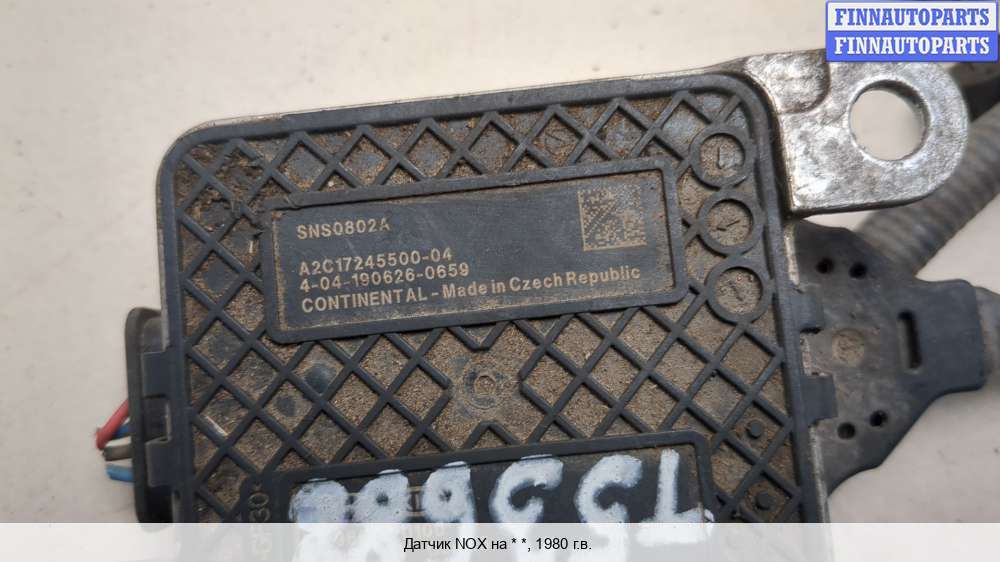 FINNAUTOPARTS
FINNAUTOPARTS
SNS0802A
A2C17245500-04
4-04-190626-0659
CONTINENTAL - Made in Czech Republic
Датчик NOX на * *, 1980 г.в.